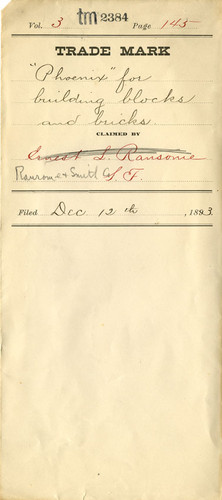 Vol. 3 tm 2384 Page 145
TRADE MARK
"Phoenix" for
building blocks
and bricks.
CLAIMED BY
Ernest L. Ransome
Ransome & Smith Co S. F.
Filed Dec 12th, 1893